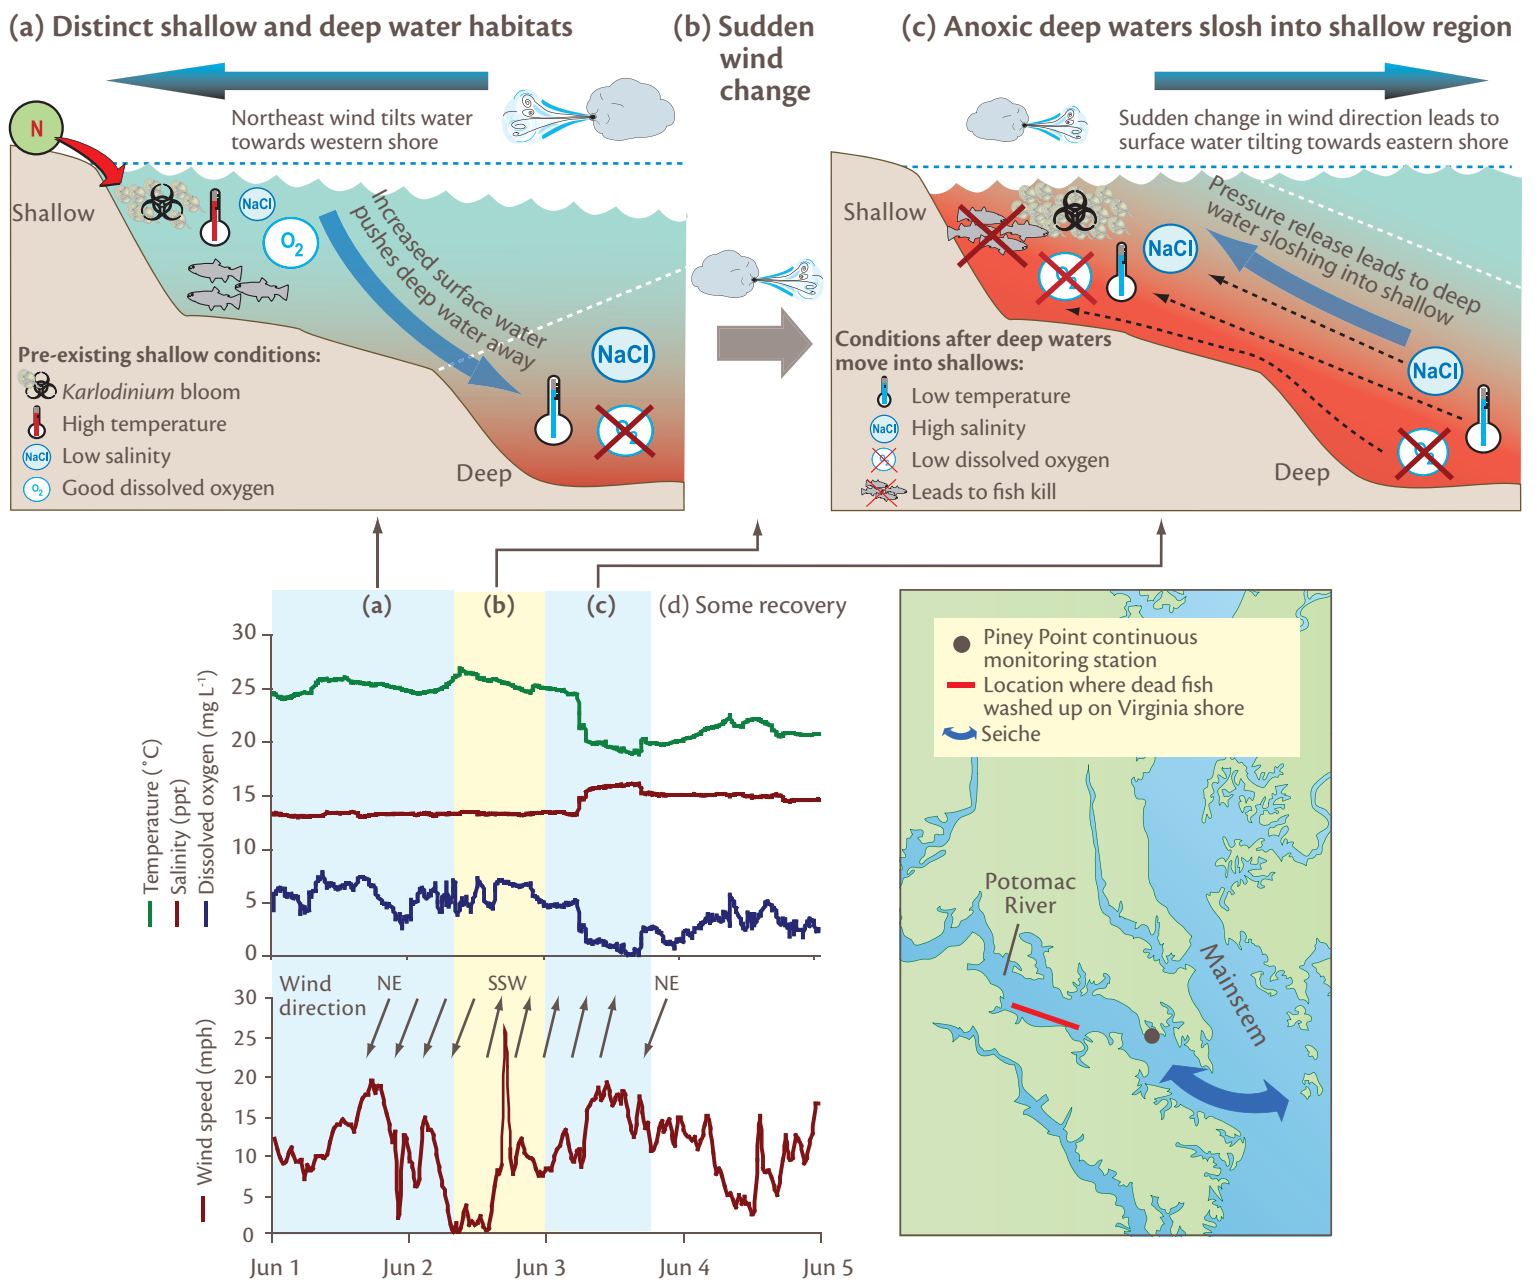 (a) Distinct shallow and deep water habitats
Northeast wind tilts water
towards western shore
N
Shallow
NaCl
O₂
Increased surface water
pushes deep water away
NaCl
O₂
Deep
Pre-existing shallow conditions:
Karlodinium bloom
High temperature
NaCl Low salinity
O₂ Good dissolved oxygen
(b) Sudden
wind
change
(c) Anoxic deep waters slosh into shallow region
Sudden change in wind direction leads to
surface water tilting towards eastern shore
Shallow
O₂
NaCl
Pressure release leads to deep
water sloshing into shallow
NaCl
O₂
Deep
Conditions after deep waters
move into shallows:
Low temperature
NaCl High salinity
O₂ Low dissolved oxygen
Leads to fish kill
(a) (b) (c) (d) Some recovery
Temperature (˚C)
Salinity (ppt)
Dissolved oxygen (mg L⁻¹)
30
25
20
15
10
5
0
Wind
direction
NE
SSW
NE
Wind speed (mph)
30
25
20
15
10
5
0
Jun 1 Jun 2 Jun 3 Jun 4 Jun 5
Piney Point continuous
monitoring station
Location where dead fish
washed up on Virginia shore
Seiche
Potomac
River
Mainstem